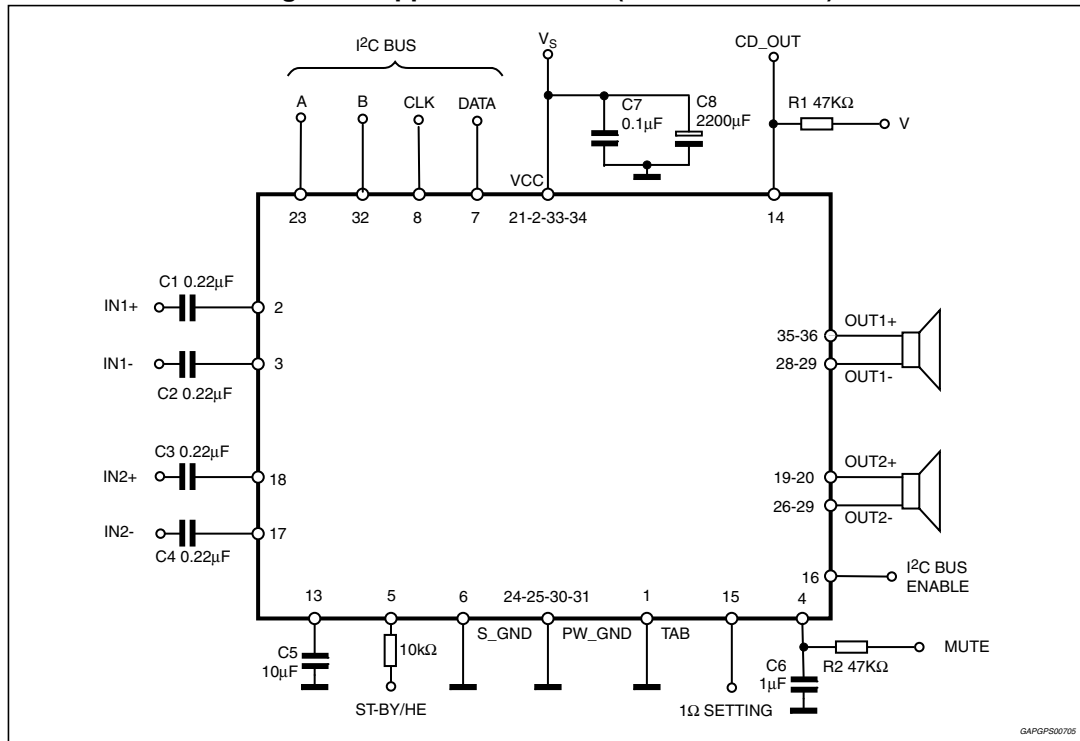 I²C BUS
V_S
CD_OUT
A
B
CLK
DATA
C7
0.1µF
C8
2200µF
R1 47KΩ
V
VCC
23
32
8
7
21-2-33-34
14
C1 0.22µF
IN1+
2
IN1-
3
C2 0.22µF
35-36
OUT1+
28-29
OUT1-
C3 0.22µF
IN2+
18
IN2-
17
C4 0.22µF
19-20
OUT2+
26-29
OUT2-
16
I²C BUS
ENABLE
13
5
6
24-25-30-31
1
15
4
S_GND
PW_GND
TAB
C5
10µF
10kΩ
ST-BY/HE
1Ω SETTING
C6
1µF
R2 47KΩ
MUTE
GAPGPS00705